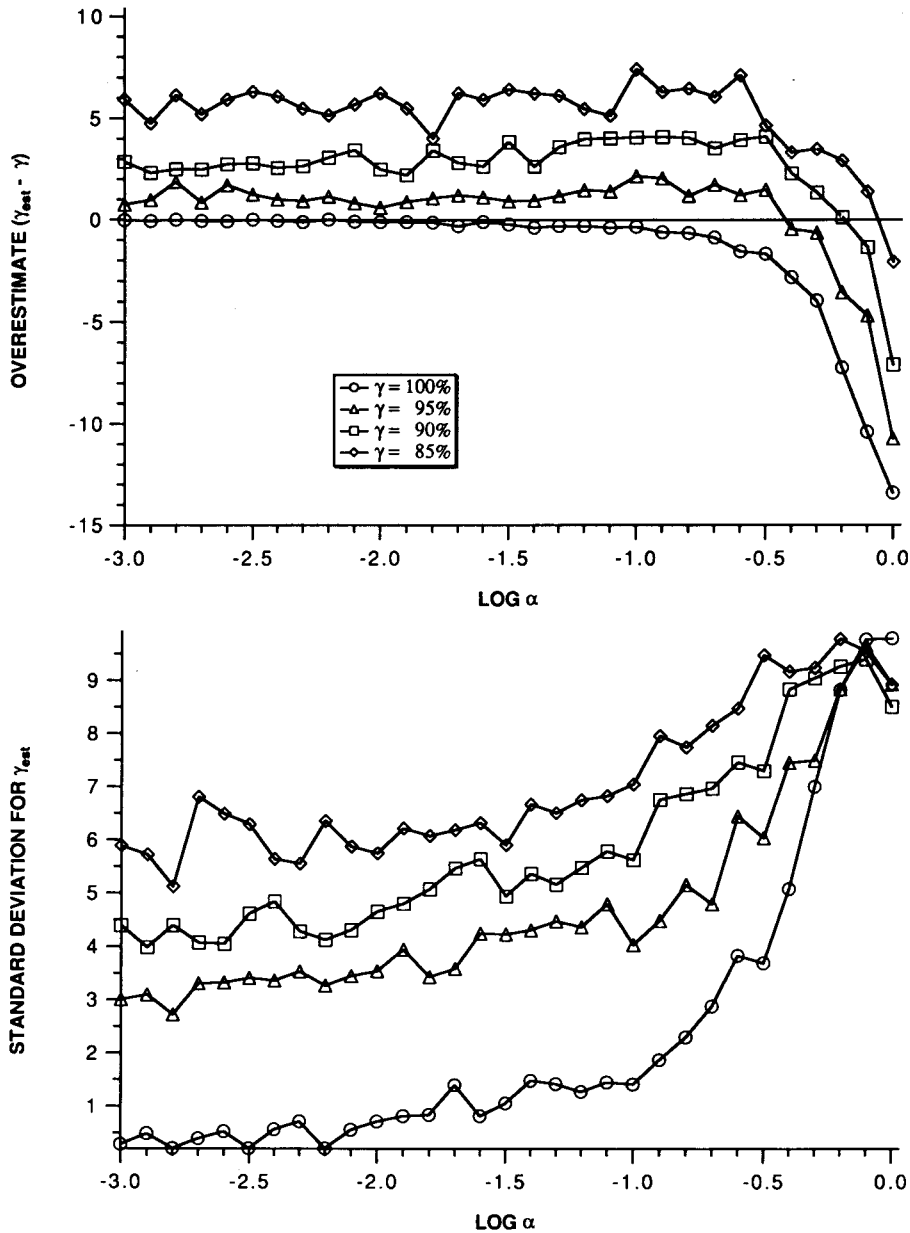 10
5
0
-5
-10
-15
OVERESTIMATE (γest - γ)
γ = 100%
γ = 95%
γ = 90%
γ = 85%
-3.0 -2.5 -2.0 -1.5 -1.0 -0.5 0.0
LOG α
9
8
7
6
5
4
3
2
1
STANDARD DEVIATION FOR γest
-3.0 -2.5 -2.0 -1.5 -1.0 -0.5 0.0
LOG α